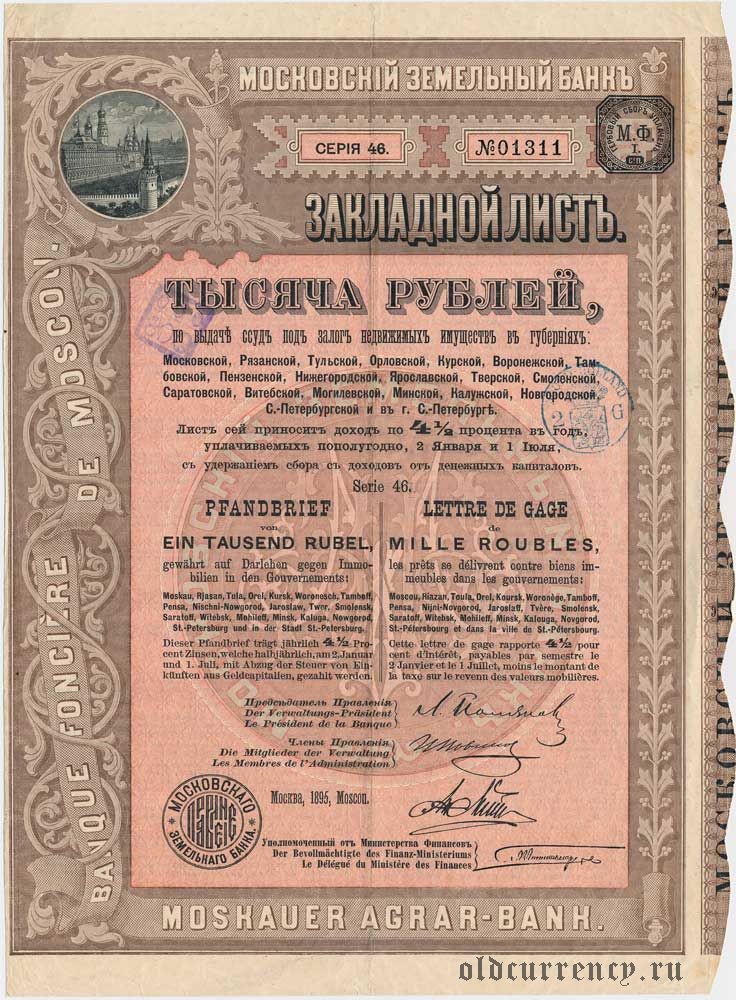 МОСКОВСКІЙ ЗЕМЕЛЬНЫЙ БАНКЪ
СЕРІЯ 46.
№01311
ГЕРБОВЫЙ СБОРЪ УПЛАЧЕНЪ
М.Ф.
I.
СТП.
ЗАКЛАДНОЙ ЛИСТЪ.
ТЫСЯЧА РУБЛЕЙ,
по выдачѣ ссудъ подъ залогъ недвижимыхъ имуществъ въ губерніяхъ:
Московской, Рязанской, Тульской, Орловской, Курской, Воронежской, Там-
бовской, Пензенской, Нижегородской, Ярославской, Тверской, Смоленской,
Саратовской, Витебской, Могилевской, Минской, Калужской, Новгородской,
С.-Петербургской и въ г. С.-Петербургѣ.
Листъ сей приноситъ доходъ по 4½ процента въ годъ,
уплачиваемыхъ пополугодно, 2 Января и 1 Іюля,
съ удержаніемъ сбора съ доходовъ отъ денежныхъ капиталовъ.
Serie 46.
PFANDBRIEF
von
EIN TAUSEND RUBEL,
gewährt auf Darlehen gegen Immo-
bilien in den Gouvernements:
Moskau, Rjasan, Tula, Orel, Kursk, Woronesch, Tamboff,
Pensa, Nischni-Nowgorod, Jaroslaw, Twer, Smolensk,
Saratoff, Witebsk, Mohileff, Minsk, Kaluga, Nowgorod,
St.-Petersburg und in der Stadt St.-Petersburg.
Dieser Pfandbrief trägt jährlich 4½ Pro-
cent Zinsen, welche halbjährlich, am 2. Januar
und 1. Juli, mit Abzug der Steuer von Ein-
künften aus Geldcapitalien, gezahlt werden.
LETTRE DE GAGE
de
MILLE ROUBLES,
les prêts se délivrent contre biens im-
meubles dans les gouvernements:
Moscou, Riazan, Toula, Orel, Koursk, Woronège, Tamboff,
Pensa, Nijni-Novgorod, Jaroslaff, Tvère, Smolensk,
Saratoff, Witebsk, Mohileff, Minsk, Kalouga, Novgorod,
St.-Pétersbourg et dans la ville de St.-Pétersbourg.
Cette lettre de gage rapporte 4½ pour
cent d'intérêt, payables par semestre le
2 Janvier et le 1 Juillet, moins le montant de
la taxe sur le revenu des valeurs mobilières.
Предсѣдатель Правленія
Der Verwaltungs-Präsident
Le Président de la Banque
Члены Правленія
Die Mitglieder der Verwaltung
Les Membres de l'Administration
Москва, 1895, Moscou.
МОСКОВСКАГО
ЗЕМЕЛЬНАГО БАНКА.
Уполномоченный отъ Министерства Финансовъ
Der Bevollmächtigte des Finanz-Ministeriums
Le Délégué du Ministère des Finances
BANQUE FONCIÈRE DE MOSCOU.
MOSKAUER AGRAR-BANK.
МОСКОВСКІЙ ЗЕМЕЛЬНЫЙ БАНКЪ
oldcurrency.ru